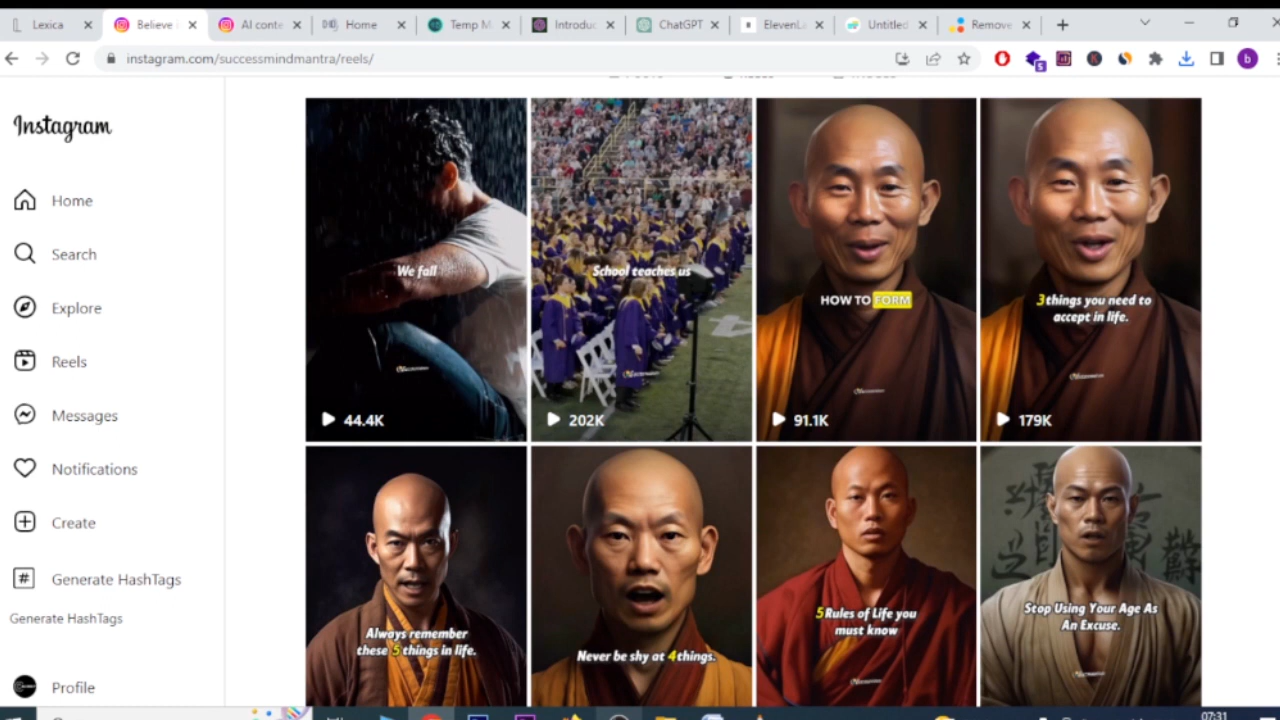 Lexica
Believe
AI conte
Home
Temp M
Introduc
ChatGPT
ElevenLa
Untitled
Remove
instagram.com/successmindmantra/reels/
5
b
Instagram
Home
Search
Explore
Reels
Messages
Notifications
Create
Generate HashTags
Generate HashTags
Profile
We fall
44.4K
School teaches us
202K
HOW TO FORM
91.1K
3 things you need to
accept in life.
179K
Always remember
these 5 things in life.
Never be shy at 4 things.
5 Rules of Life you
must know
Stop Using Your Age As
An Excuse.
07:31